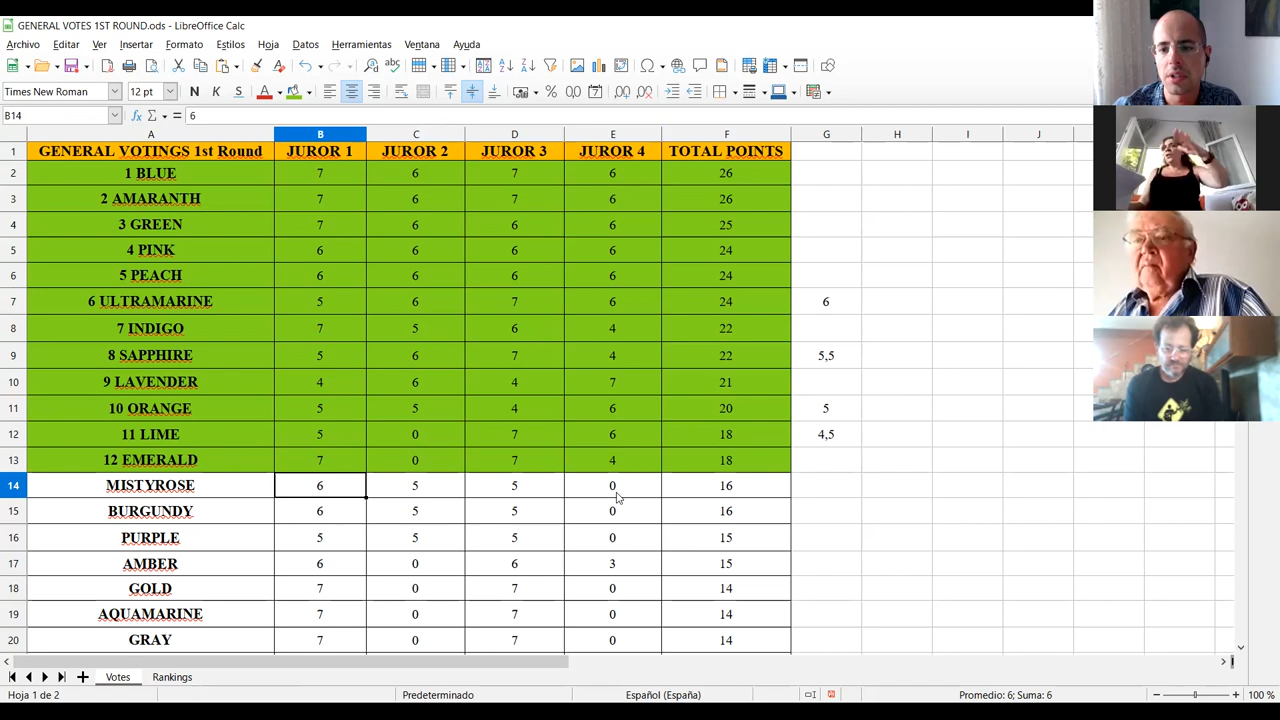 GENERAL VOTES 1ST ROUND.ods - LibreOffice Calc
Archivo Editar Ver Insertar Formato Estilos Hoja Datos Herramientas Ventana Ayuda
Times New Roman 12 pt N K S A % 0,0 7
B14 Σ = 6
A B C D E F G H I J
1 GENERAL VOTINGS 1st Round JUROR 1 JUROR 2 JUROR 3 JUROR 4 TOTAL POINTS
2 1 BLUE 7 6 7 6 26
3 2 AMARANTH 7 6 7 6 26
4 3 GREEN 7 6 6 6 25
5 4 PINK 6 6 6 6 24
6 5 PEACH 6 6 6 6 24
7 6 ULTRAMARINE 5 6 7 6 24 6
8 7 INDIGO 7 5 6 4 22
9 8 SAPPHIRE 5 6 7 4 22 5,5
10 9 LAVENDER 4 6 4 7 21
11 10 ORANGE 5 5 4 6 20 5
12 11 LIME 5 0 7 6 18 4,5
13 12 EMERALD 7 0 7 4 18
14 MISTYROSE 6 5 5 0 16
15 BURGUNDY 6 5 5 0 16
16 PURPLE 5 5 5 0 15
17 AMBER 6 0 6 3 15
18 GOLD 7 0 7 0 14
19 AQUAMARINE 7 0 7 0 14
20 GRAY 7 0 7 0 14
Votes Rankings
Hoja 1 de 2 Predeterminado Español (España) Promedio: 6; Suma: 6 100 %